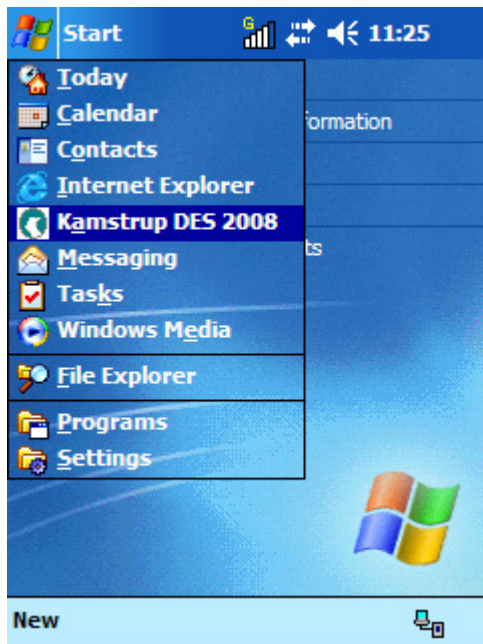 Start G 11:25
Today
Calendar
formation
Contacts
Internet Explorer
Kamstrup DES 2008
Messaging
ts
Tasks
Windows Media
File Explorer
Programs
Settings
New